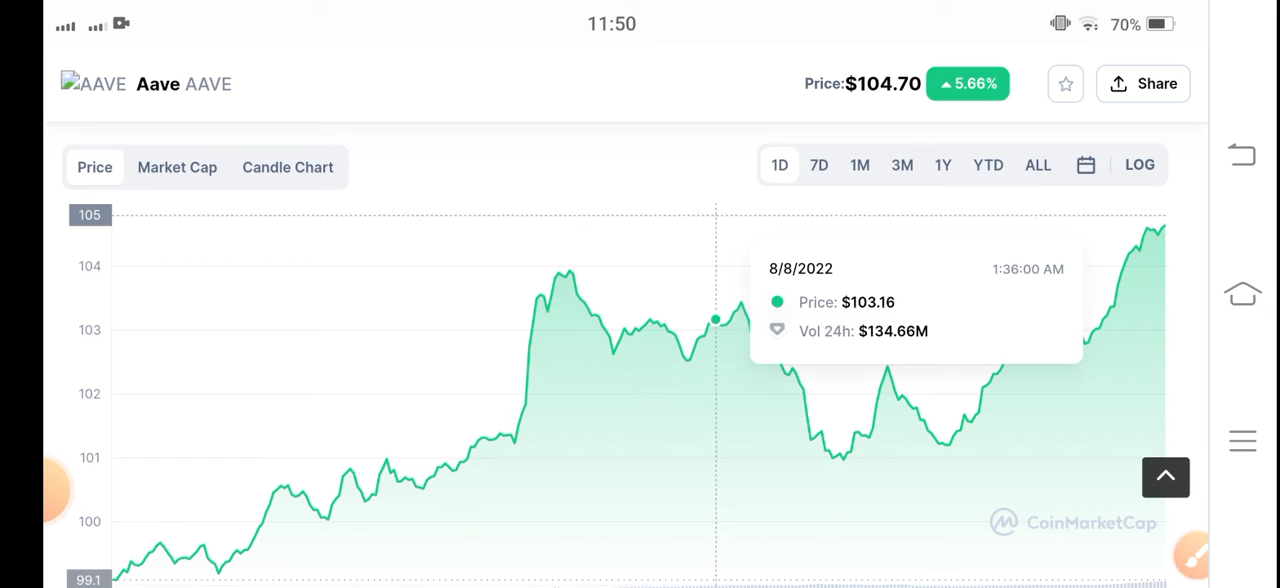 11:50
70%
AAVE Aave AAVE
Price:$104.70 5.66%
Share
Price Market Cap Candle Chart
1D 7D 1M 3M 1Y YTD ALL LOG
105
104
103
102
101
100
99.1
8/8/2022 1:36:00 AM
Price: $103.16
Vol 24h: $134.66M
CoinMarketCap